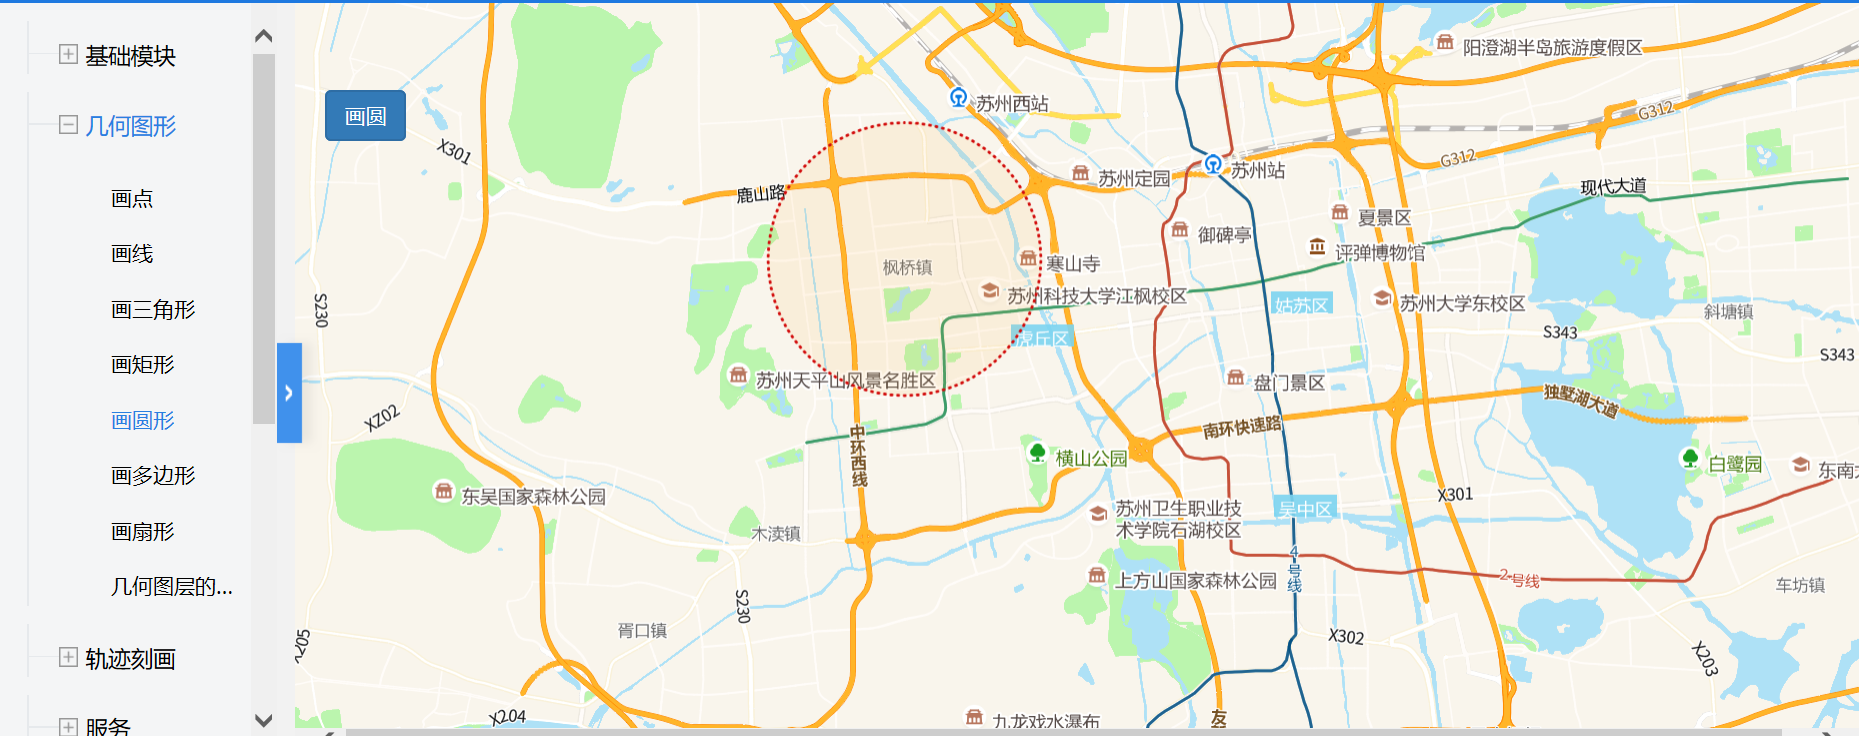 基础模块
几何图形
画点
画线
画三角形
画矩形
画圆形
画多边形
画扇形
几何图层的...
轨迹刻画
服务
画圆
阳澄湖半岛旅游度假区
苏州西站
G312
X301
G312
苏州定园
苏州站
现代大道
鹿山路
夏景区
御碑亭
评弹博物馆
枫桥镇
寒山寺
苏州科技大学江枫校区
姑苏区
苏州大学东校区
S230
斜塘镇
虎丘区
S343
S343
苏州天平山风景名胜区
盘门景区
XZ02
独墅湖大道
南环快速路
中环西线
横山公园
白鹭园
东南
东吴国家森林公园
X301
苏州卫生职业技
术学院石湖校区
吴中区
木渎镇
4号线
上方山国家森林公园
2号线
车坊镇
S230
胥口镇
X302
X205
X203
X204
九龙戏水瀑布
友